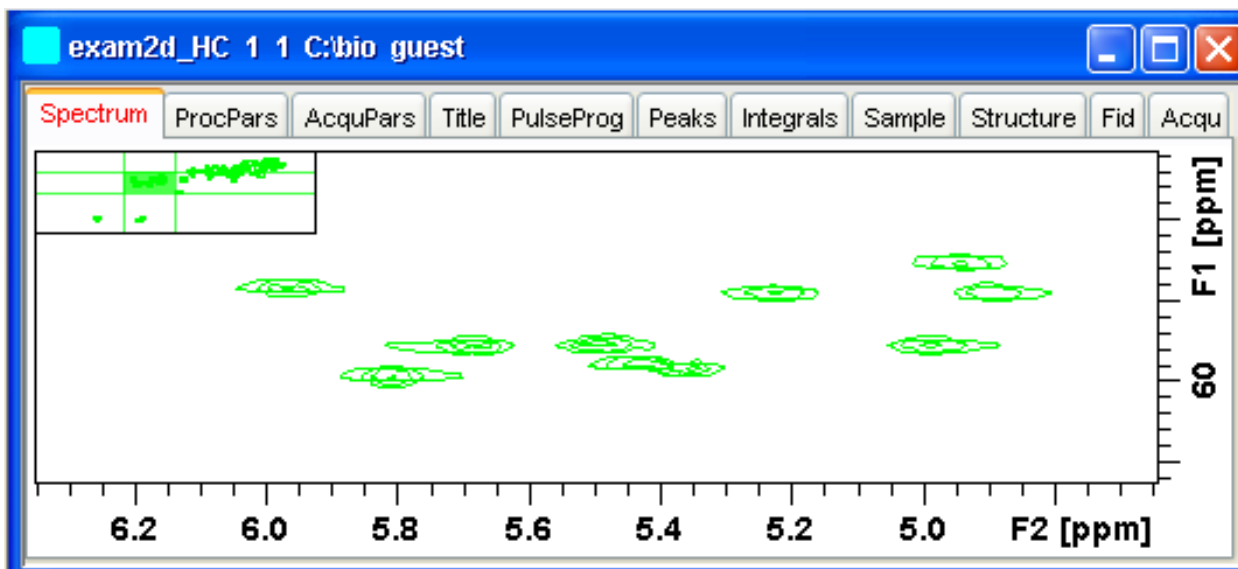 exam2d_HC 1 1 C:\bio guest
Spectrum ProcPars AcquPars Title PulseProg Peaks Integrals Sample Structure Fid Acqu
F1 [ppm]
60
6.2 6.0 5.8 5.6 5.4 5.2 5.0 F2 [ppm]